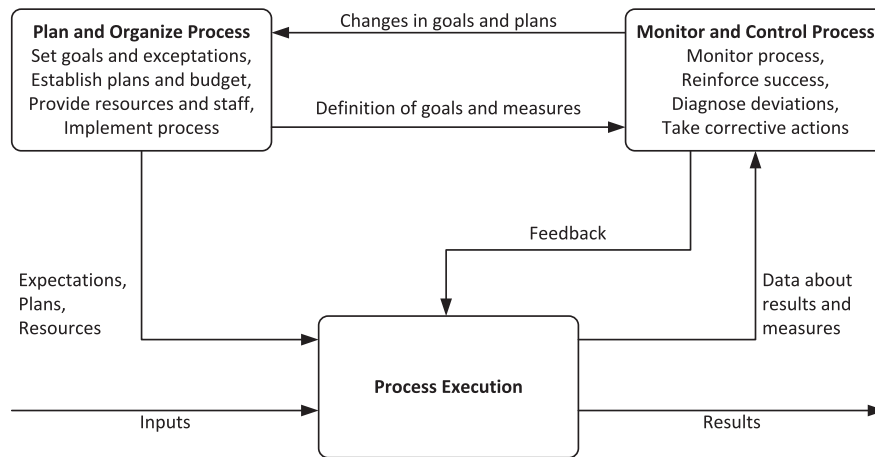 Plan and Organize Process
Set goals and exceptations,
Establish plans and budget,
Provide resources and staff,
Implement process
Changes in goals and plans
Definition of goals and measures
Monitor and Control Process
Monitor process,
Reinforce success,
Diagnose deviations,
Take corrective actions
Feedback
Expectations,
Plans,
Resources
Data about
results and
measures
Process Execution
Inputs
Results